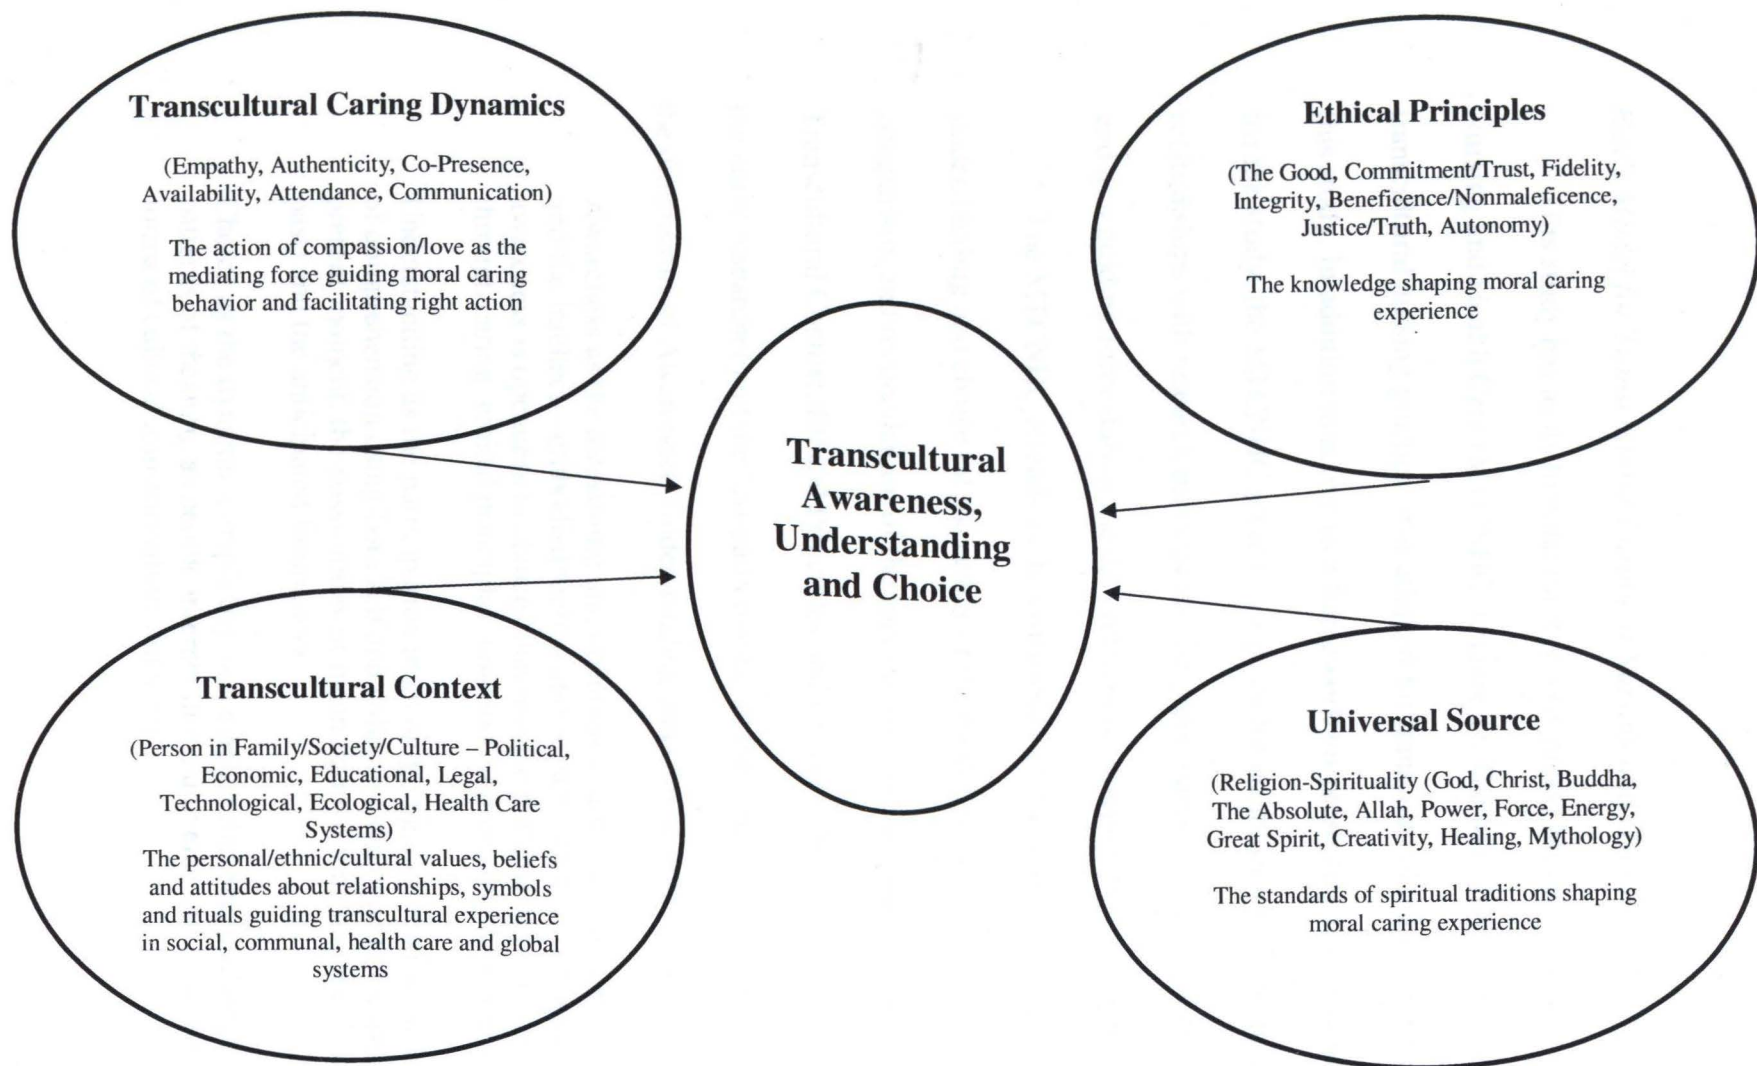 Transcultural Caring Dynamics
(Empathy, Authenticity, Co-Presence,
Availability, Attendance, Communication)
The action of compassion/love as the
mediating force guiding moral caring
behavior and facilitating right action
Ethical Principles
(The Good, Commitment/Trust, Fidelity,
Integrity, Beneficence/Nonmaleficence,
Justice/Truth, Autonomy)
The knowledge shaping moral caring
experience
Transcultural
Awareness,
Understanding
and Choice
Transcultural Context
(Person in Family/Society/Culture – Political,
Economic, Educational, Legal,
Technological, Ecological, Health Care
Systems)
The personal/ethnic/cultural values, beliefs
and attitudes about relationships, symbols
and rituals guiding transcultural experience
in social, communal, health care and global
systems
Universal Source
(Religion-Spirituality (God, Christ, Buddha,
The Absolute, Allah, Power, Force, Energy,
Great Spirit, Creativity, Healing, Mythology)
The standards of spiritual traditions shaping
moral caring experience